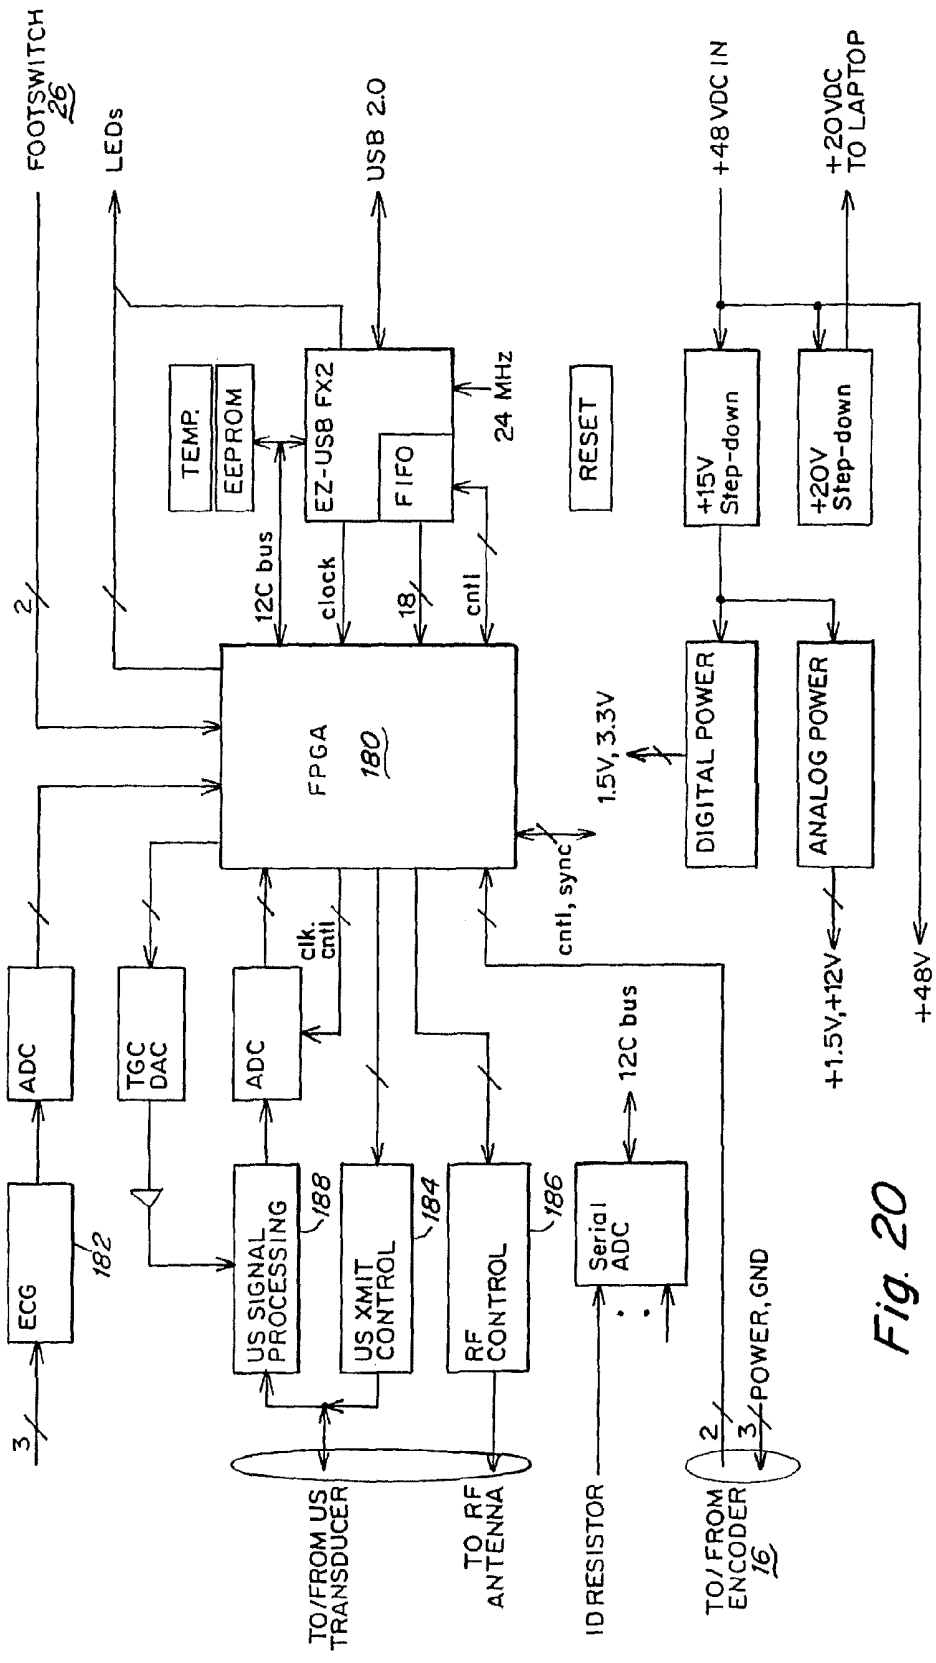 FOOTSWITCH
26
LEDs
2
USB 2.0
TEMP.
EEPROM
EZ-USB FX2
FIFO
24 MHz
12C bus
clock
18
cntl
RESET
FPGA
180
3
ECG
182
ADC
TGC
DAC
ADC
clk.
cntl
US SIGNAL
PROCESSING
188
US XMIT
CONTROL
184
RF
CONTROL
186
TO/FROM US
TRANSDUCER
TO RF
ANTENNA
cntl, sync
Serial
ADC
12C bus
ID RESISTOR
TO/FROM
ENCODER
16
2
3
POWER, GND
+48VDC IN
+20VDC
TO LAPTOP
+15V
Step-down
+20V
Step-down
DIGITAL POWER
1.5V, 3.3V
ANALOG POWER
+1.5V,+12V
+48V
Fig. 20